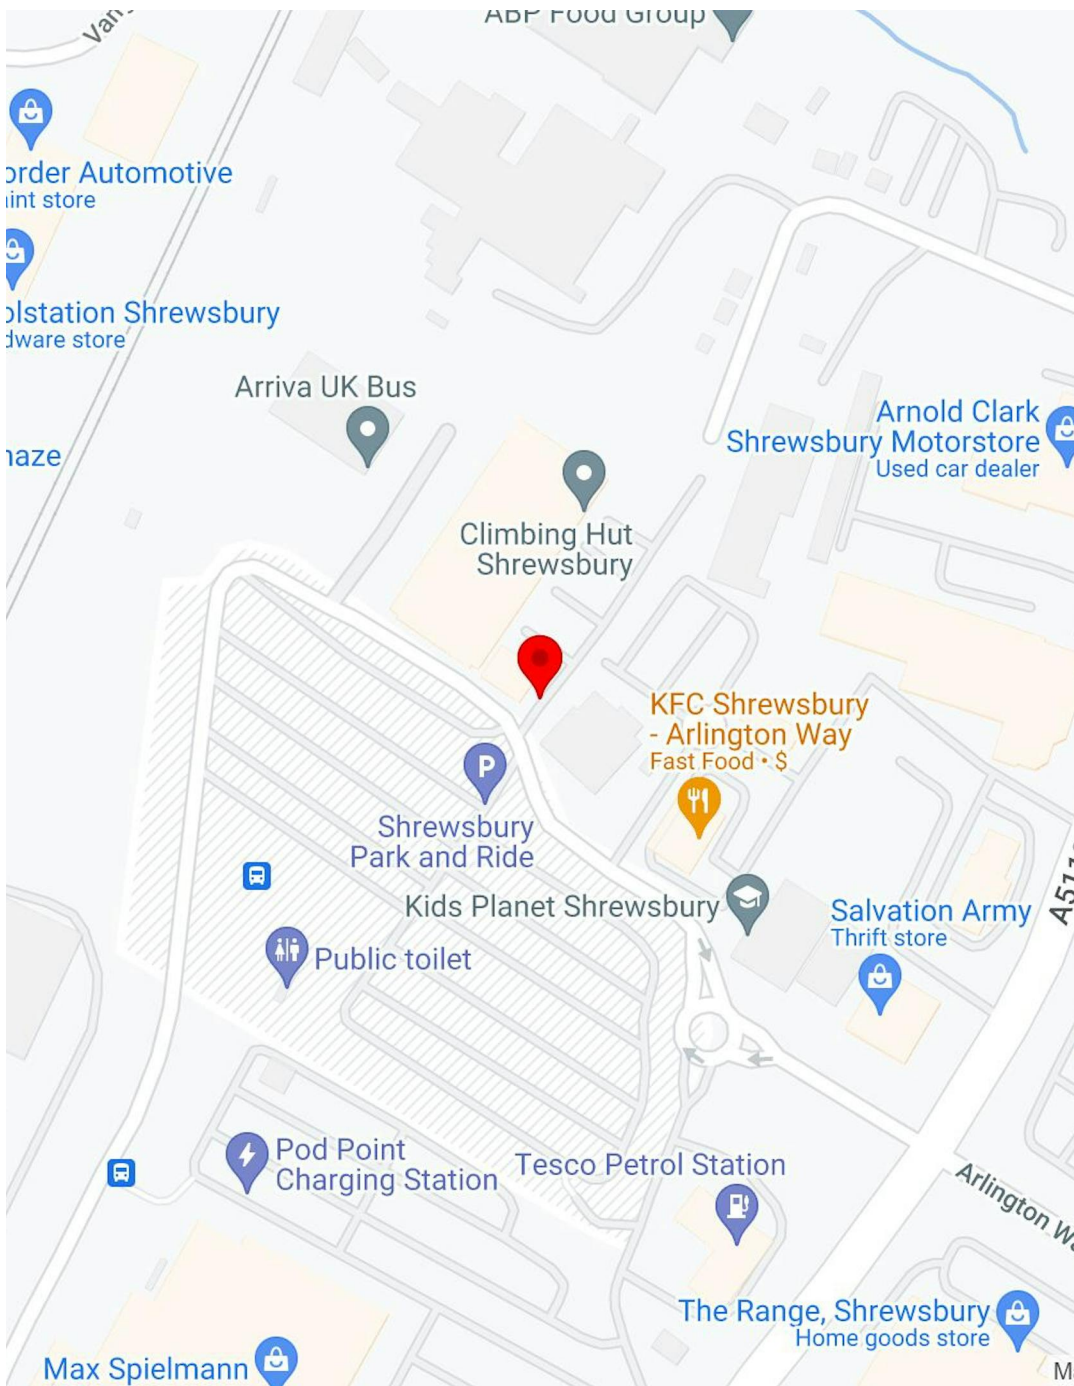 ABP Food Group
order Automotive
aint store
olstation Shrewsbury
dware store
Arriva UK Bus
Arnold Clark
Shrewsbury Motorstore
Used car dealer
naze
Climbing Hut
Shrewsbury
KFC Shrewsbury
- Arlington Way
Fast Food • $
P
Shrewsbury
Park and Ride
Kids Planet Shrewsbury
Salvation Army
Thrift store
Public toilet
Pod Point
Charging Station
Tesco Petrol Station
Arlington Wa
The Range, Shrewsbury
Home goods store
Max Spielmann
M